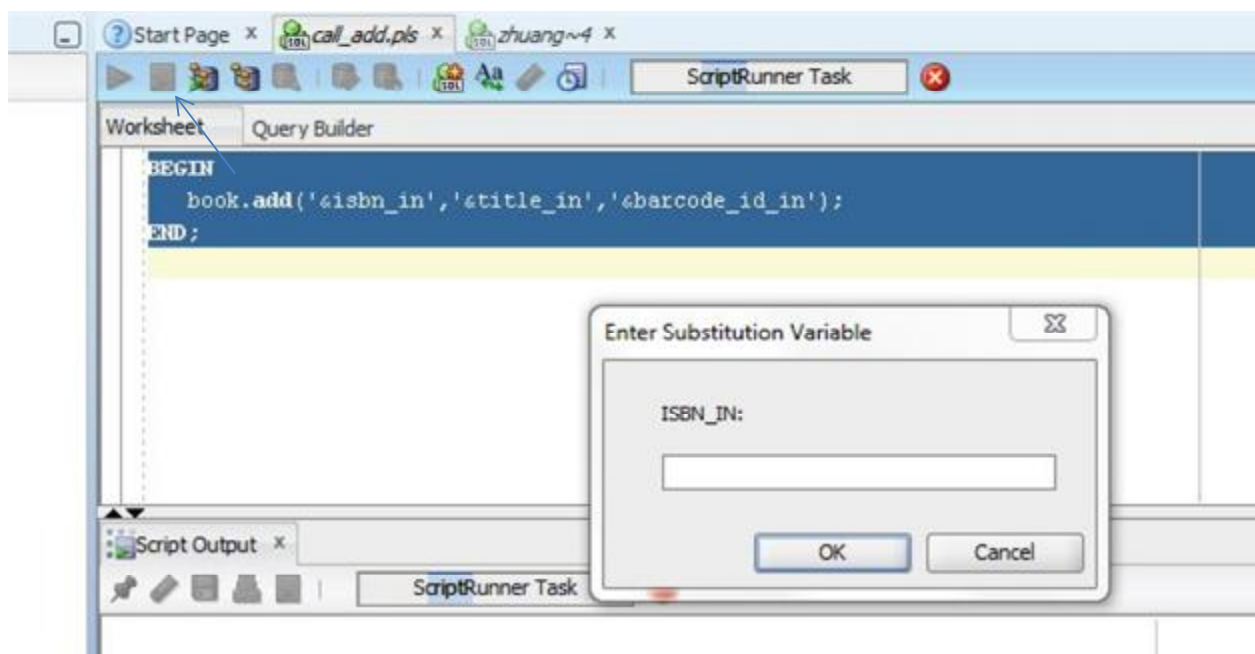 Start Page x call_add.pls x zhuang~4 x
ScriptRunner Task
Worksheet Query Builder
BEGIN
book.add('&isbn_in','&title_in','&barcode_id_in');
END;
Enter Substitution Variable
ISBN_IN:
OK Cancel
Script Output x
ScriptRunner Task